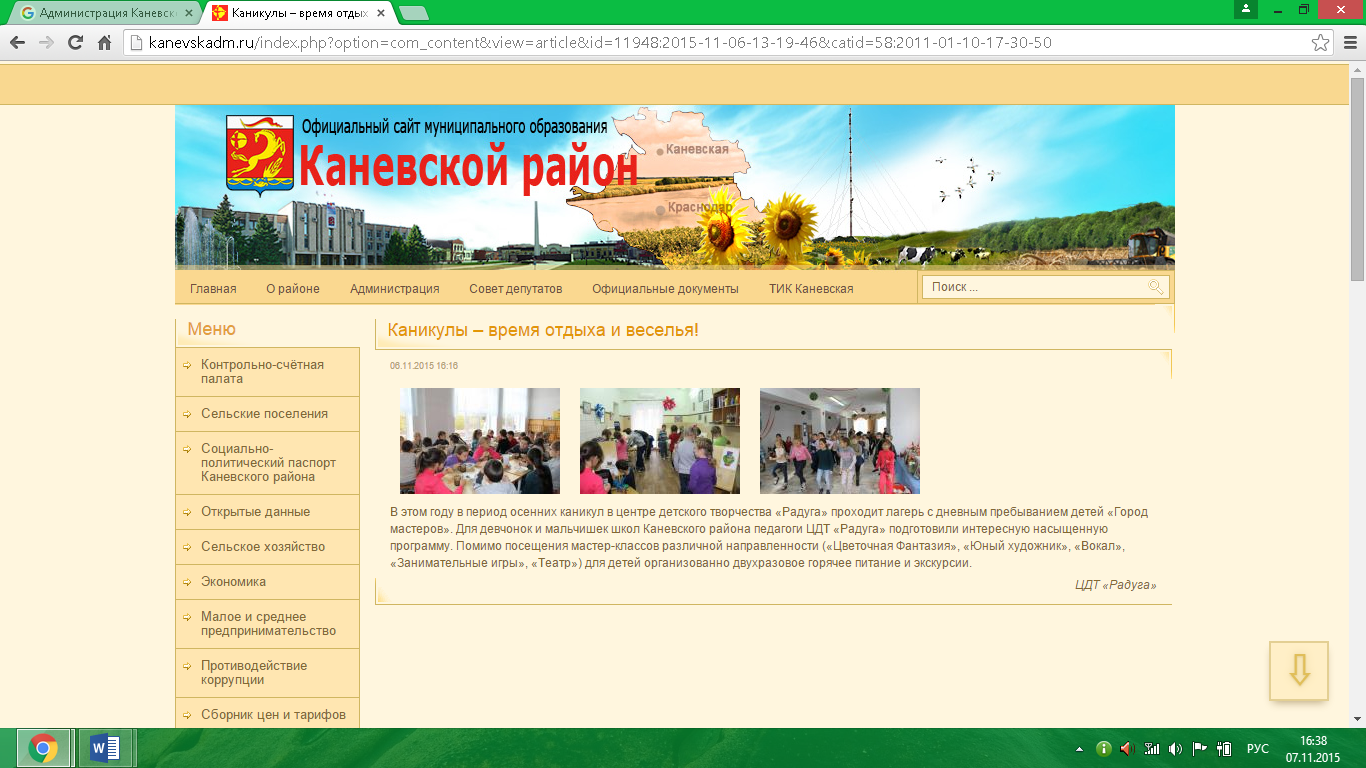 Администрация Каневск
Каникулы – время отдых
kanevskadm.ru/index.php?option=com_content&view=article&id=11948:2015-11-06-13-19-46&catid=58:2011-01-10-17-30-50
Официальный сайт муниципального образования
Каневской район
Каневская
Краснодар
Главная О районе Администрация Совет депутатов Официальные документы ТИК Каневская Поиск ...
Меню
Контрольно-счётная
палата
Сельские поселения
Социально-
политический паспорт
Каневского района
Открытые данные
Сельское хозяйство
Экономика
Малое и среднее
предпринимательство
Противодействие
коррупции
Сборник цен и тарифов
Каникулы – время отдыха и веселья!
06.11.2015 16:16
В этом году в период осенних каникул в центре детского творчества «Радуга» проходит лагерь с дневным пребыванием детей «Город
мастеров». Для девчонок и мальчишек школ Каневского района педагоги ЦДТ «Радуга» подготовили интересную насыщенную
программу. Помимо посещения мастер-классов различной направленности («Цветочная Фантазия», «Юный художник», «Вокал»,
«Занимательные игры», «Театр») для детей организованно двухразовое горячее питание и экскурсии.
ЦДТ «Радуга»
РУС
16:38
07.11.2015